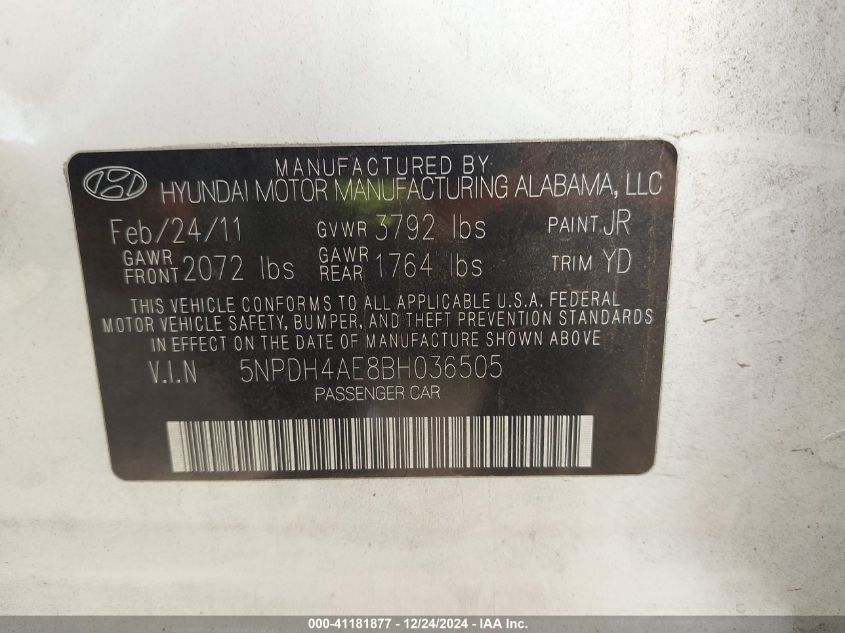 MANUFACTURED BY
HYUNDAI MOTOR MANUFACTURING ALABAMA, LLC
Feb/24/11 GVWR 3792 lbs PAINT JR
GAWR FRONT 2072 lbs GAWR REAR 1764 lbs TRIM YD
THIS VEHICLE CONFORMS TO ALL APPLICABLE U.S.A. FEDERAL
MOTOR VEHICLE SAFETY, BUMPER, AND THEFT PREVENTION STANDARDS
IN EFFECT ON THE DATE OF MANUFACTURE SHOWN ABOVE
V.I.N 5NPDH4AE8BH036505
PASSENGER CAR
000-41181877 - 12/24/2024 - IAA Inc.